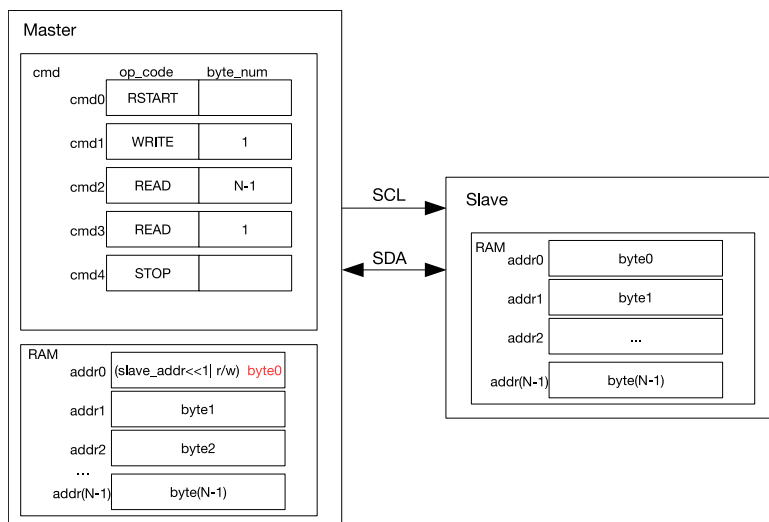 Master
cmd op_code byte_num
cmd0 RSTART
cmd1 WRITE 1
cmd2 READ N-1
cmd3 READ 1
cmd4 STOP
RAM
addr0 (slave_addr<<1| r/w) byte0
addr1 byte1
addr2 byte2
...
addr(N-1) byte(N-1)
SCL
SDA
Slave
RAM
addr0 byte0
addr1 byte1
addr2 ...
addr(N-1) byte(N-1)